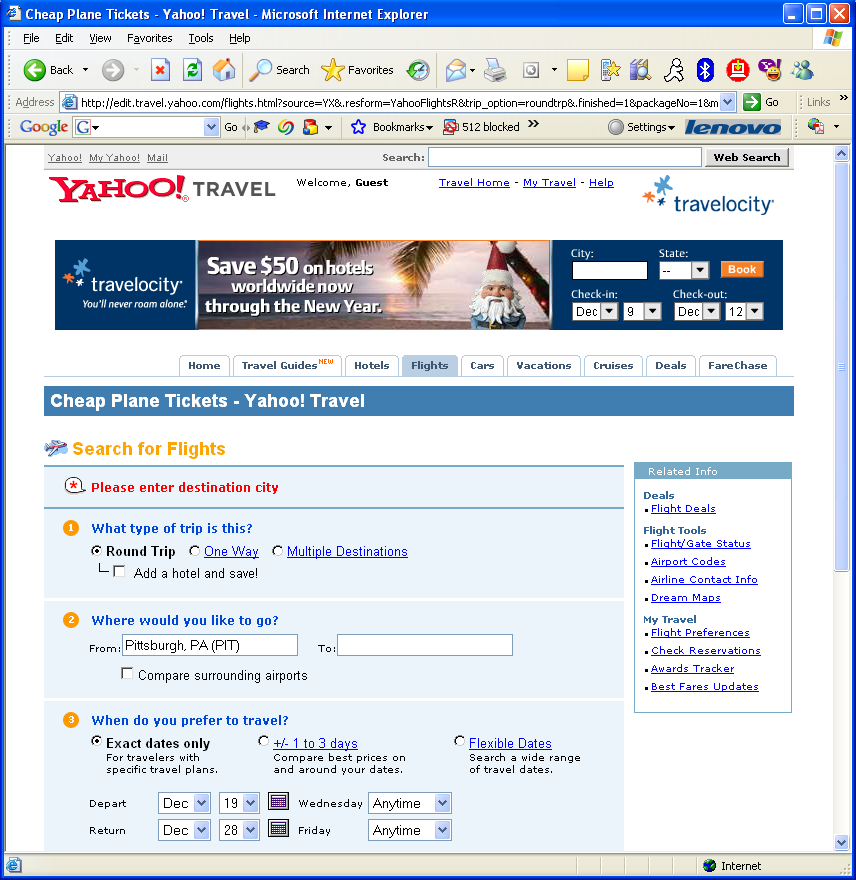 Cheap Plane Tickets - Yahoo! Travel - Microsoft Internet Explorer
File Edit View Favorites Tools Help
Back Search Favorites
Address http://edit.travel.yahoo.com/flights.html?source=YX&.resform=YahooFlightsR&trip_option=roundtrp&.finished=1&packageNo=1&m Go Links »
Google G Go Bookmarks 512 blocked » Settings lenovo
Yahoo! My Yahoo! Mail Search: Web Search
YAHOO! TRAVEL Welcome, Guest Travel Home - My Travel - Help travelocity
travelocity
You'll never roam alone.
Save $50 on hotels
worldwide now
through the New Year.
City: State:
-- Book
Check-in: Check-out:
Dec 9 Dec 12
Home Travel Guides NEW Hotels Flights Cars Vacations Cruises Deals FareChase
Cheap Plane Tickets - Yahoo! Travel
Search for Flights
* Please enter destination city
1 What type of trip is this?
Round Trip One Way Multiple Destinations
Add a hotel and save!
2 Where would you like to go?
From: Pittsburgh, PA (PIT) To:
Compare surrounding airports
3 When do you prefer to travel?
Exact dates only
For travelers with
specific travel plans.
+/- 1 to 3 days
Compare best prices on
and around your dates.
Flexible Dates
Search a wide range
of travel dates.
Depart Dec 19 Wednesday Anytime
Return Dec 28 Friday Anytime
Related Info
Deals
Flight Deals
Flight Tools
Flight/Gate Status
Airport Codes
Airline Contact Info
Dream Maps
My Travel
Flight Preferences
Check Reservations
Awards Tracker
Best Fares Updates
Internet